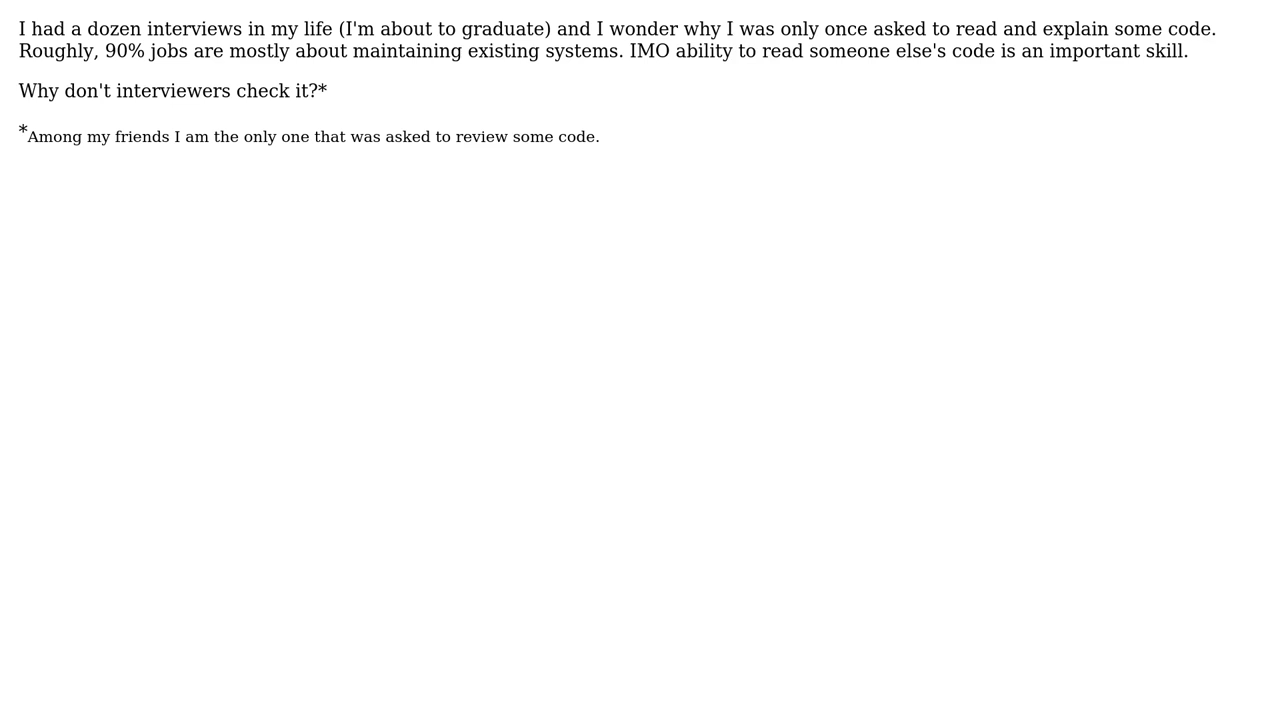 I had a dozen interviews in my life (I'm about to graduate) and I wonder why I was only once asked to read and explain some code.
Roughly, 90% jobs are mostly about maintaining existing systems. IMO ability to read someone else's code is an important skill.
Why don't interviewers check it?*
*Among my friends I am the only one that was asked to review some code.